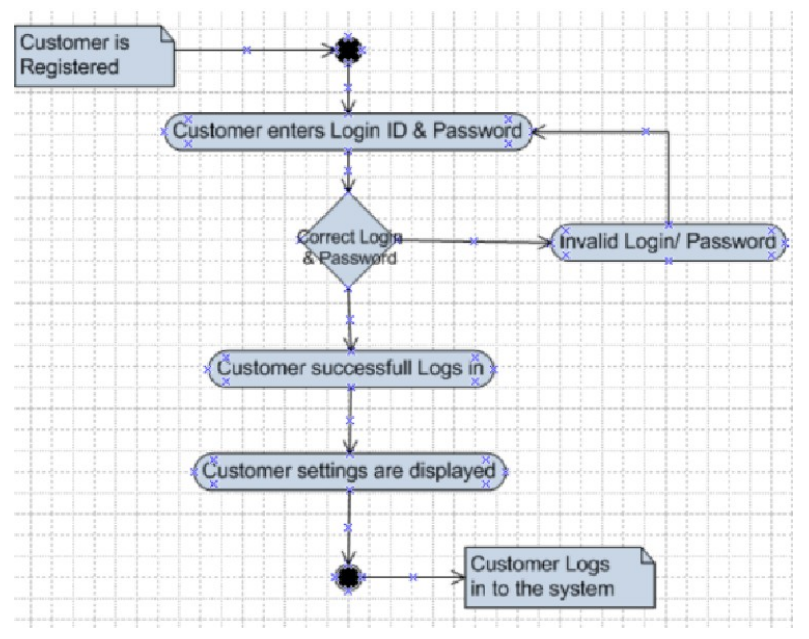 Customer is
Registered
Customer enters Login ID & Password
Correct Login
& Password
Invalid Login/ Password
Customer successfull Logs in
Customer settings are displayed
Customer Logs
in to the system